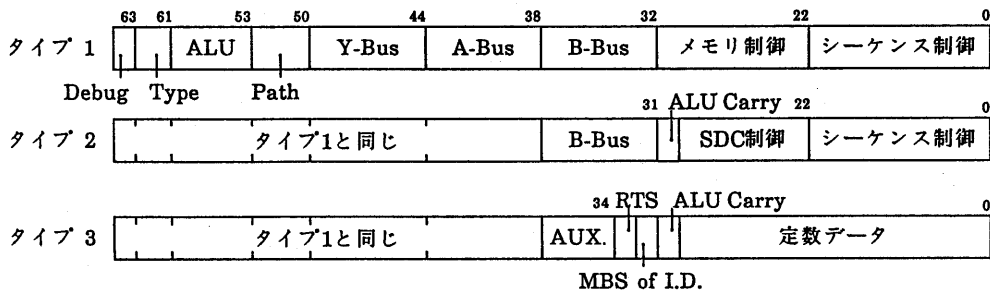 63 61 53 50 44 38 32 22 0
タイプ 1 ALU Y-Bus A-Bus B-Bus メモリ制御 シーケンス制御
Debug Type Path
31 ALU Carry 22 0
タイプ 2 タイプ1と同じ B-Bus SDC制御 シーケンス制御
34 RTS ALU Carry 0
タイプ 3 タイプ1と同じ AUX. 定数データ
MBS of I.D.